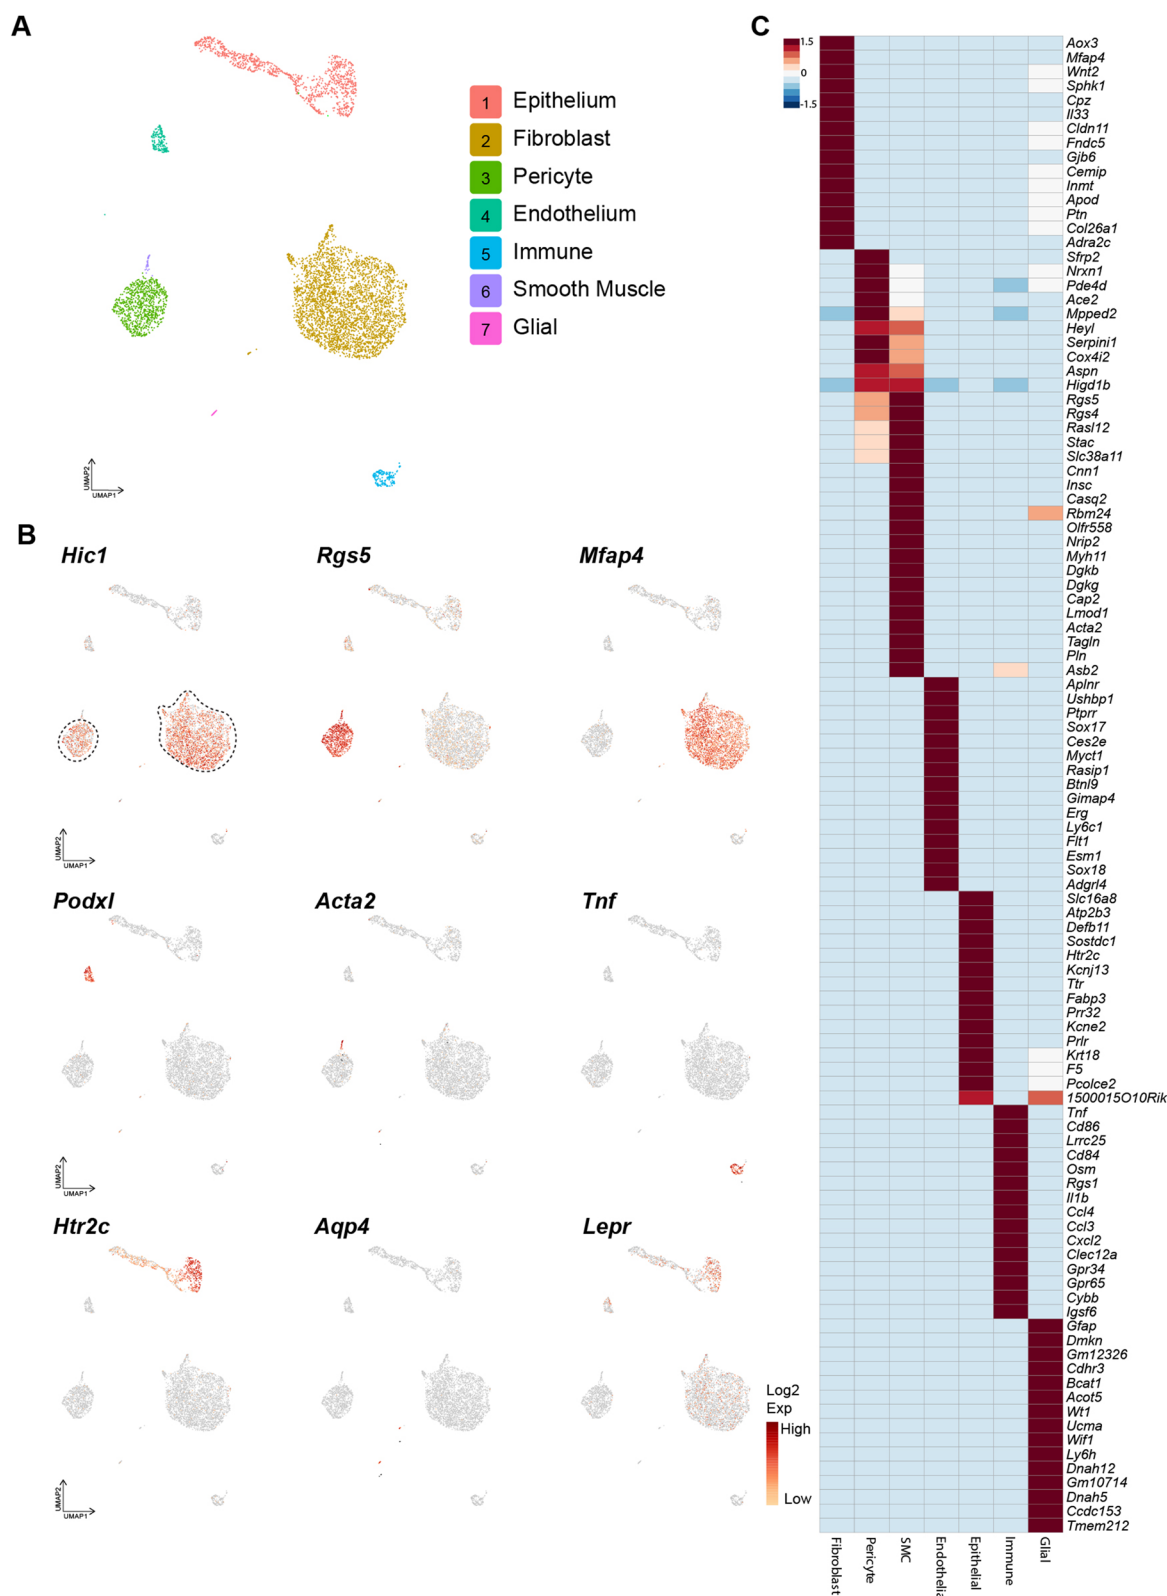 A
1 Epithelium
2 Fibroblast
3 Pericyte
4 Endothelium
5 Immune
6 Smooth Muscle
7 Glial
UMAP2
UMAP1
B
Hic1
Rgs5
Mfap4
UMAP2
UMAP1
Podxl
Acta2
Tnf
UMAP2
UMAP1
Htr2c
Aqp4
Lepr
UMAP2
UMAP1
Log2
Exp
High
Low
C
1.5
0
-1.5
Aox3
Mfap4
Wnt2
Sphk1
Cpz
Il33
Cldn11
Fndc5
Gjb6
Cemip
Inmt
Apod
Ptn
Col26a1
Adra2c
Sfrp2
Nrxn1
Pde4d
Ace2
Mpped2
Heyl
Serpini1
Cox4i2
Aspn
Higd1b
Rgs5
Rgs4
Rasl12
Stac
Slc38a11
Cnn1
Insc
Casq2
Rbm24
Olfr558
Nrip2
Myh11
Dgkb
Dgkg
Cap2
Lmod1
Acta2
Tagln
Pln
Asb2
Aplnr
Ushbp1
Ptprr
Sox17
Ces2e
Myct1
Rasip1
Btnl9
Gimap4
Erg
Ly6c1
Flt1
Esm1
Sox18
Adgrl4
Slc16a8
Atp2b3
Defb11
Sostdc1
Htr2c
Kcnj13
Ttr
Fabp3
Prr32
Kcne2
Prlr
Krt18
F5
Pcolce2
1500015O10Rik
Tnf
Cd86
Lrrc25
Cd84
Osm
Rgs1
Il1b
Ccl4
Ccl3
Cxcl2
Clec12a
Gpr34
Gpr65
Cybb
Igsf6
Gfap
Dmkn
Gm12326
Cdhr3
Bcat1
Acot5
Wt1
Ucma
Wif1
Ly6h
Dnah12
Gm10714
Dnah5
Ccdc153
Tmem212
Fibroblast
Pericyte
SMC
Endothelial
Epithelial
Immune
Glial